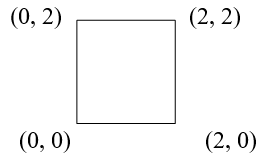 (0, 2) (2, 2)
(0, 0) (2, 0)